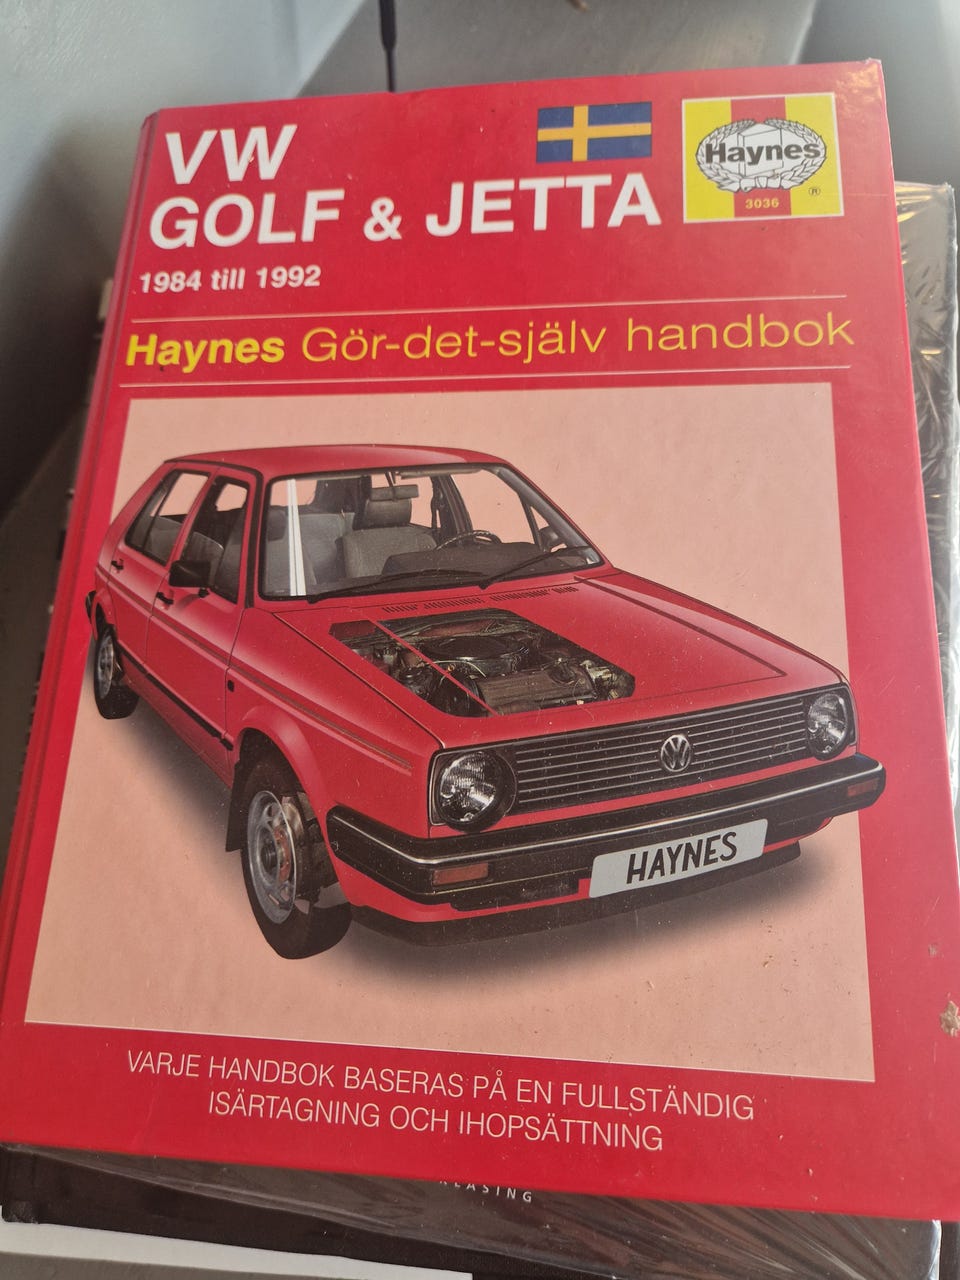 VW
GOLF & JETTA
1984 till 1992
Haynes
®
3036
Haynes Gör-det-själv handbok
HAYNES
VARJE HANDBOK BASERAS PÅ EN FULLSTÄNDIG
ISÄRTAGNING OCH IHOPSÄTTNING